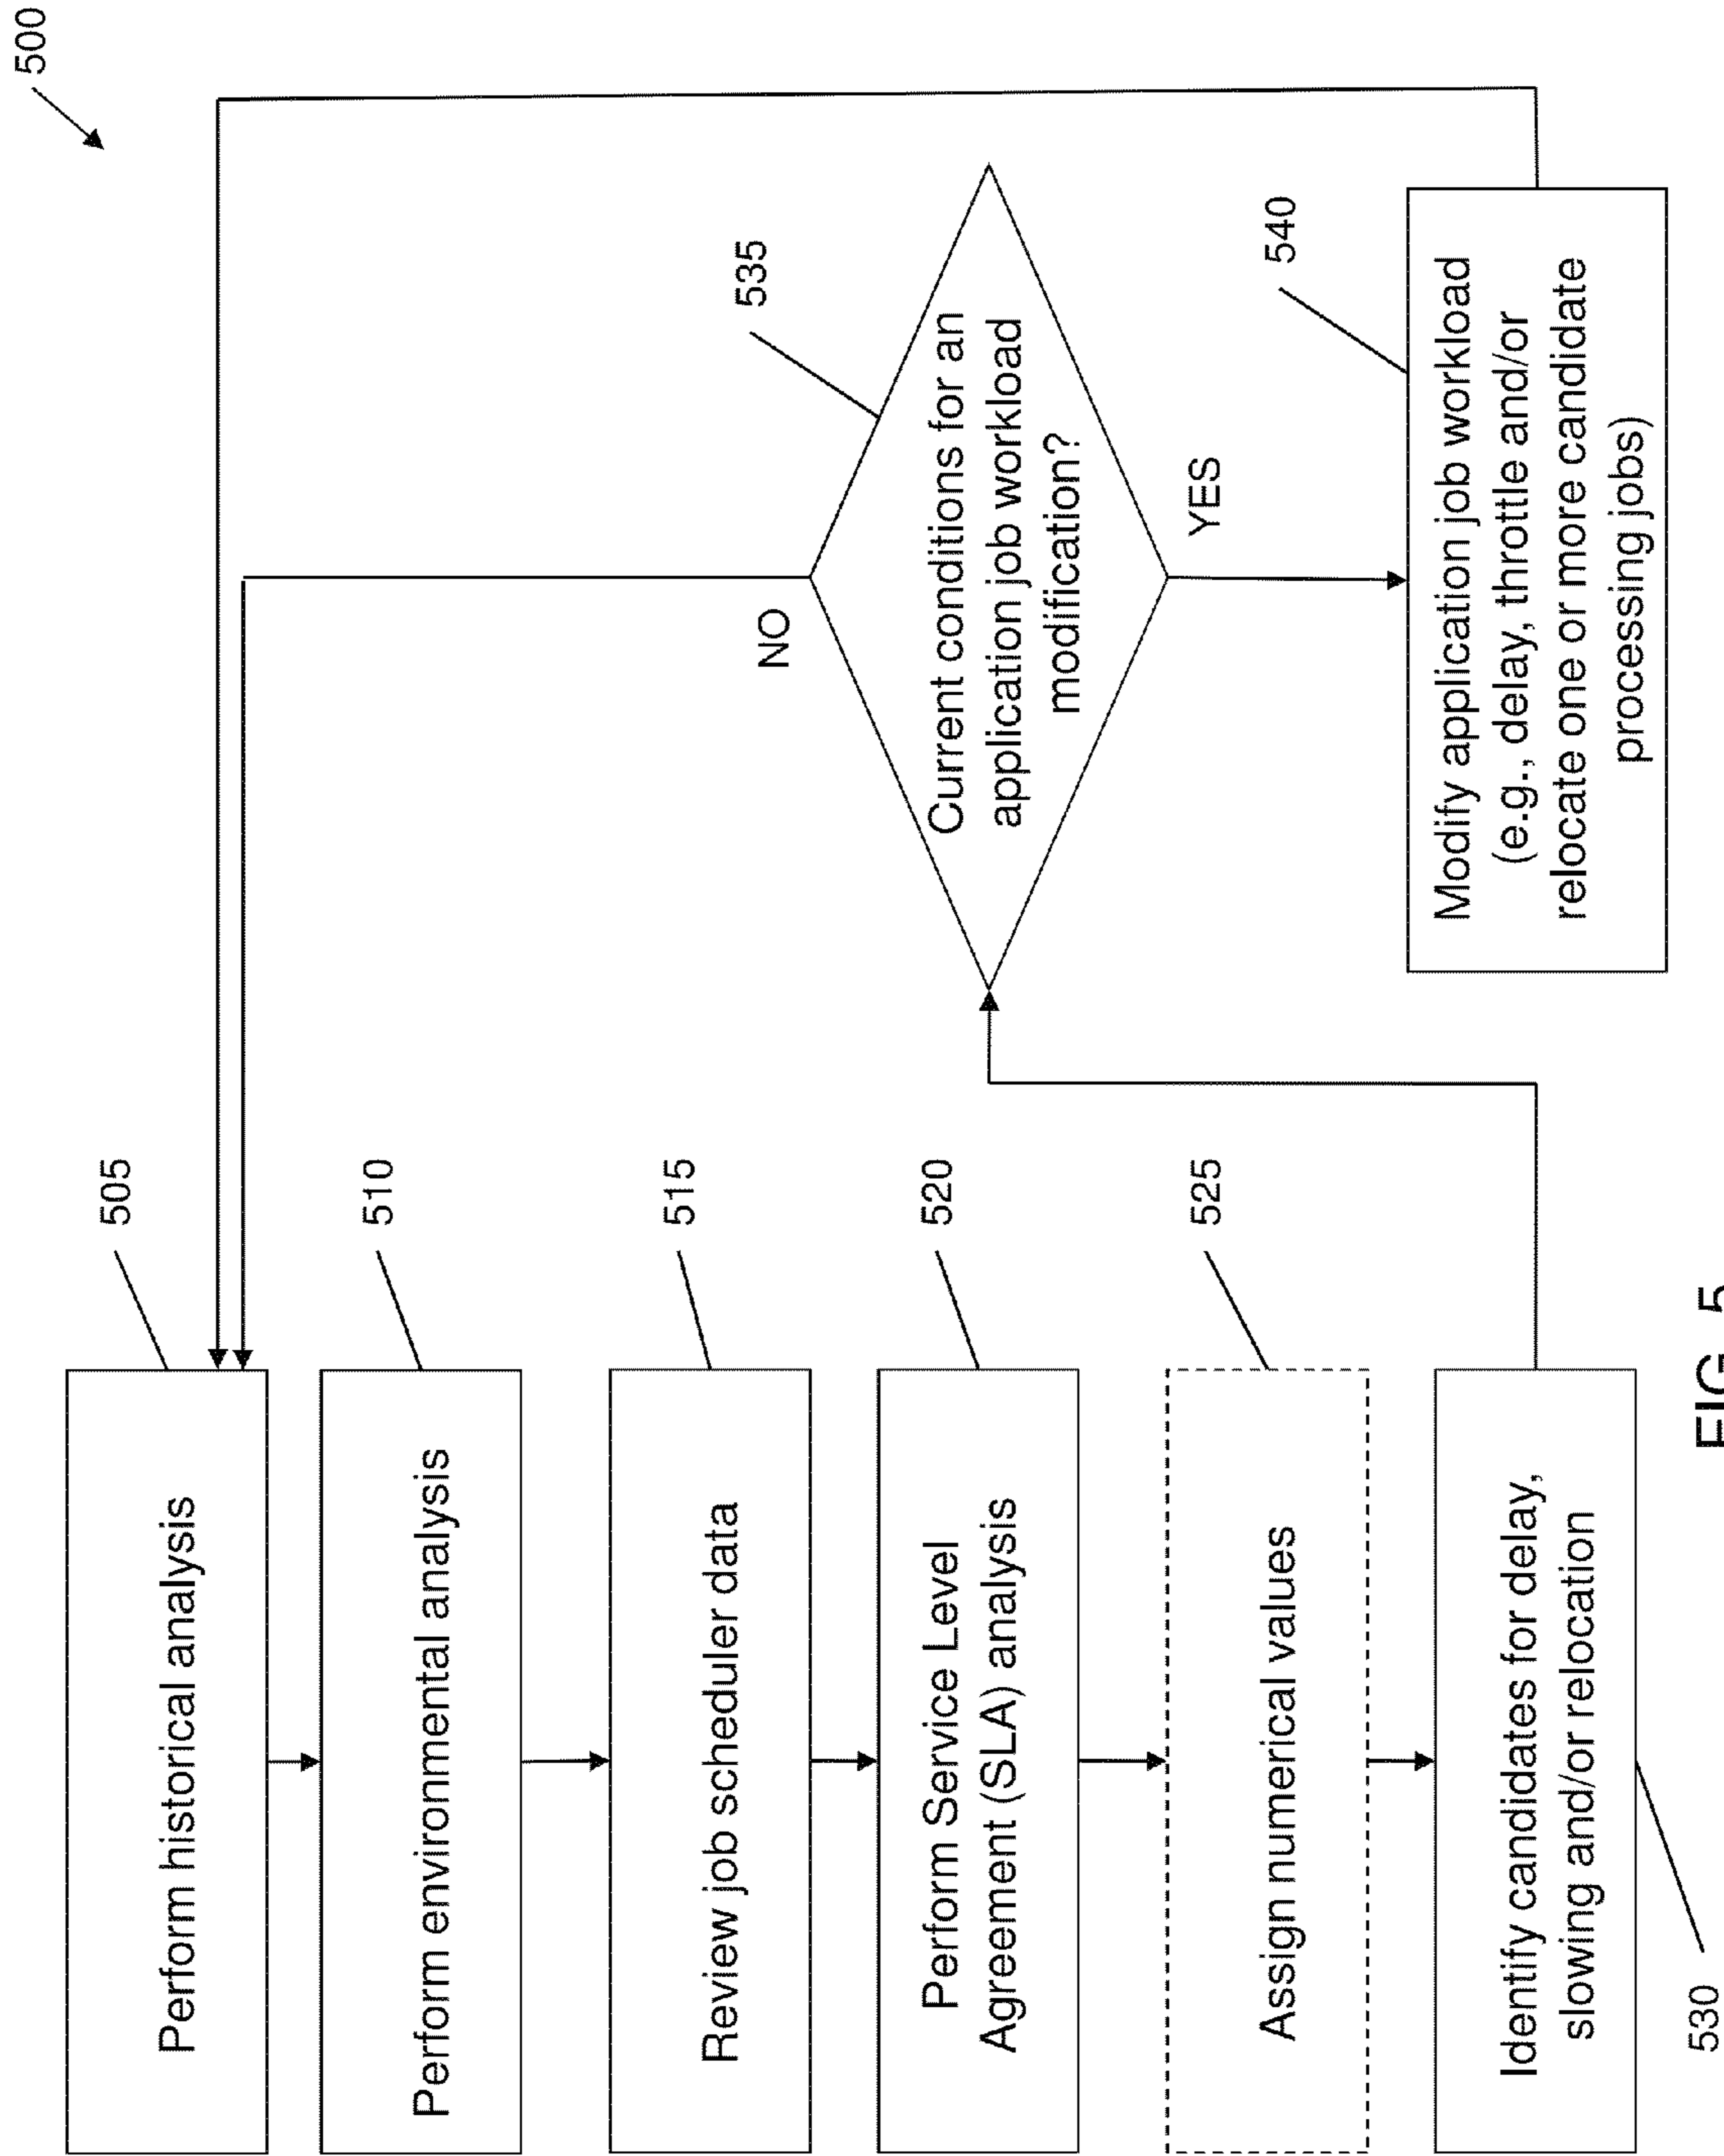 500
505
Perform historical analysis
510
Perform environmental analysis
515
Review job scheduler data
520
Perform Service Level
Agreement (SLA) analysis
525
Assign numerical values
Identify candidates for delay,
slowing and/or relocation
530
535
Current conditions for an
application job workload
modification?
NO
YES
540
Modify application job workload
(e.g., delay, throttle and/or
relocate one or more candidate
processing jobs)
FIG. 5